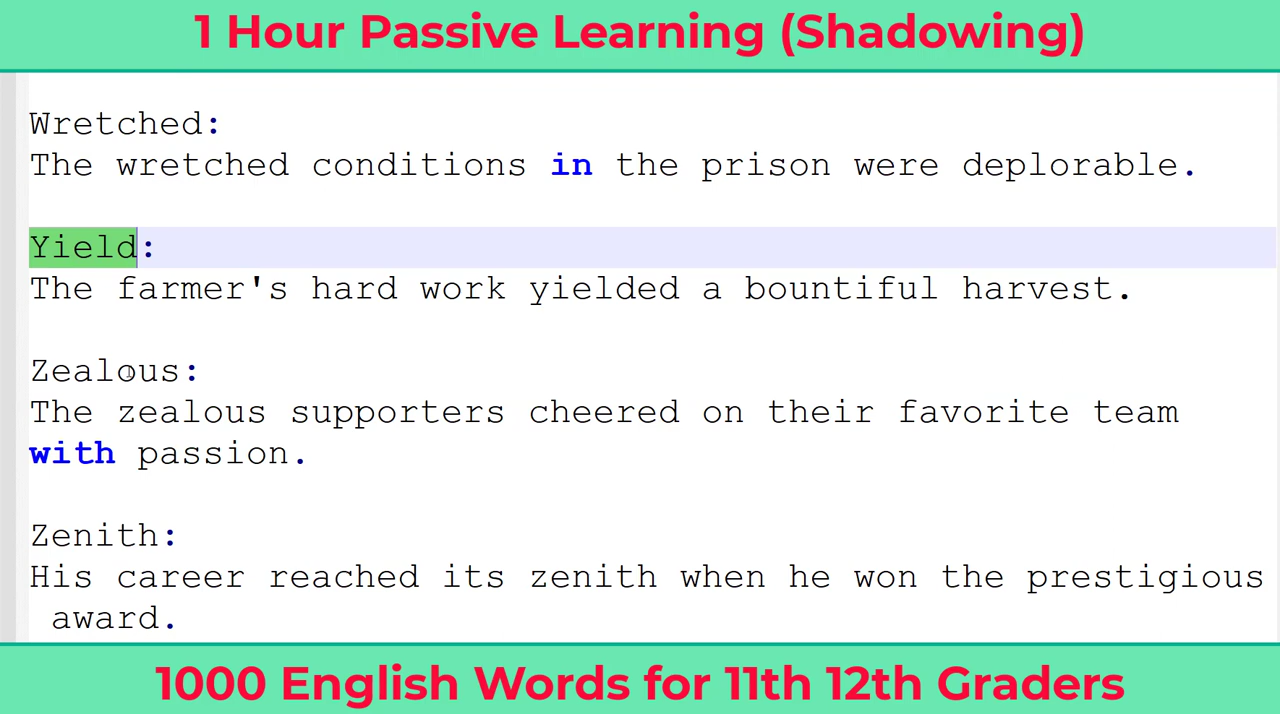 1 Hour Passive Learning (Shadowing)
Wretched:
The wretched conditions in the prison were deplorable.
Yield:
The farmer's hard work yielded a bountiful harvest.
Zealous:
The zealous supporters cheered on their favorite team
with passion.
Zenith:
His career reached its zenith when he won the prestigious
award.
1000 English Words for 11th 12th Graders